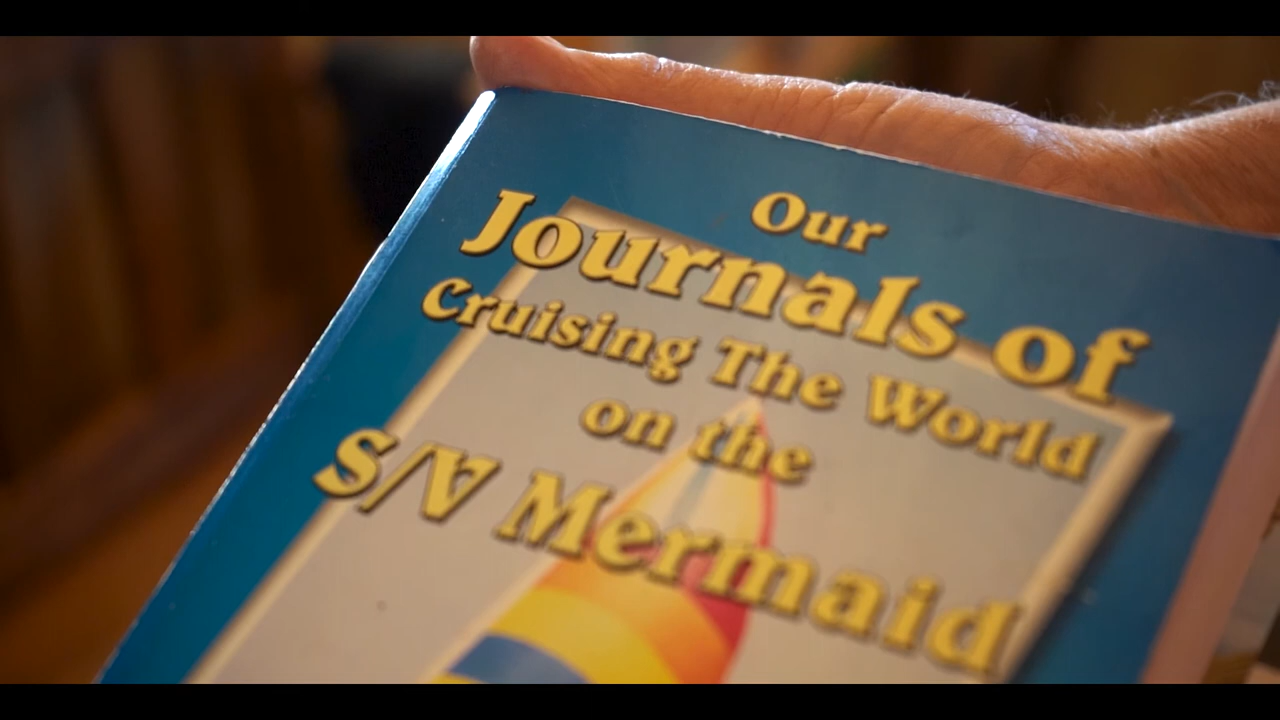 Our
Journals of
Cruising The World
on the
S/V Mermaid